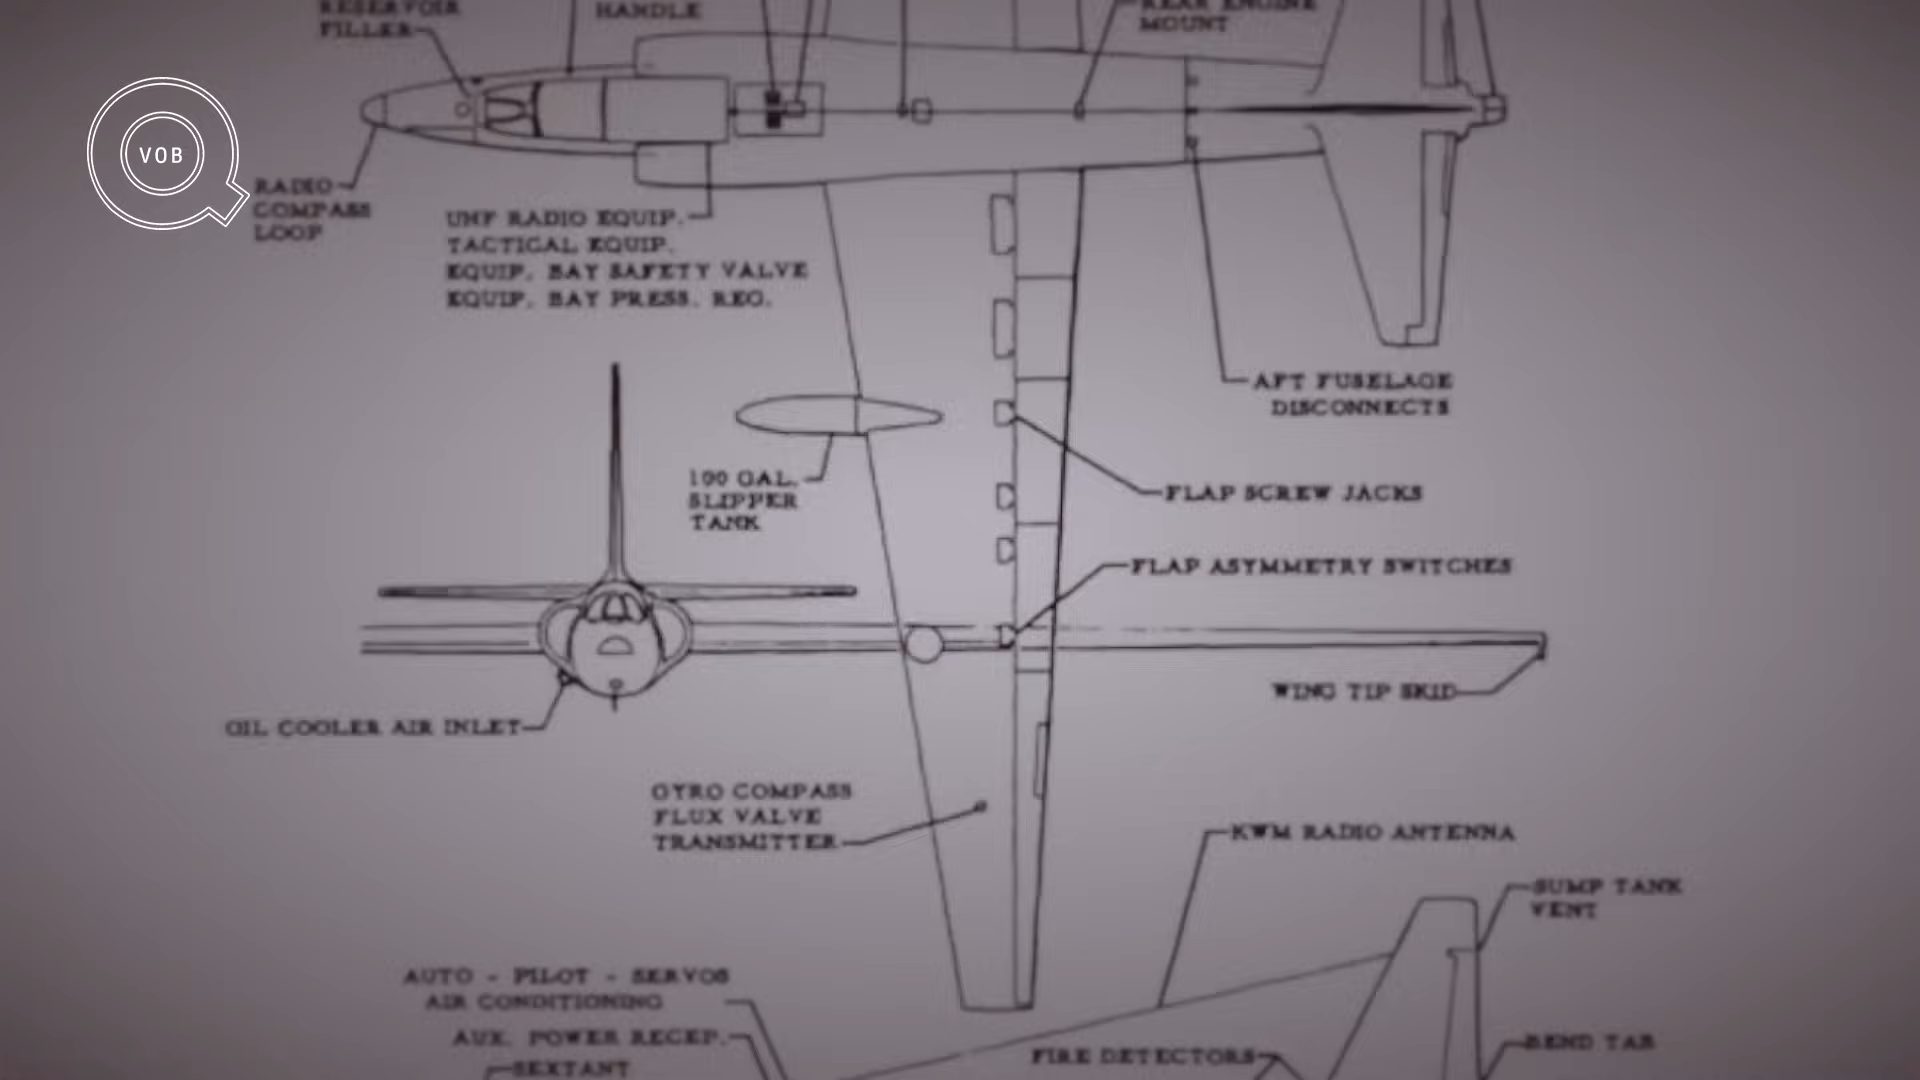 RESERVOIR
FILLER
HANDLE
REAR ENGINE
MOUNT
VOB
RADIO
COMPASS
LOOP
UHF RADIO EQUIP.
TACTICAL EQUIP.
EQUIP. BAY SAFETY VALVE
EQUIP. BAY PRESS. REG.
AFT FUSELAGE
DISCONNECTS
100 GAL.
SLIPPER
TANK
FLAP SCREW JACKS
FLAP ASYMMETRY SWITCHES
WING TIP SKID
OIL COOLER AIR INLET
GYRO COMPASS
FLUX VALVE
TRANSMITTER
KWM RADIO ANTENNA
SUMP TANK
VENT
AUTO - PILOT - SERVOS
AIR CONDITIONING
AUX. POWER RECEP.
SEXTANT
FIRE DETECTORS
BEND TAB